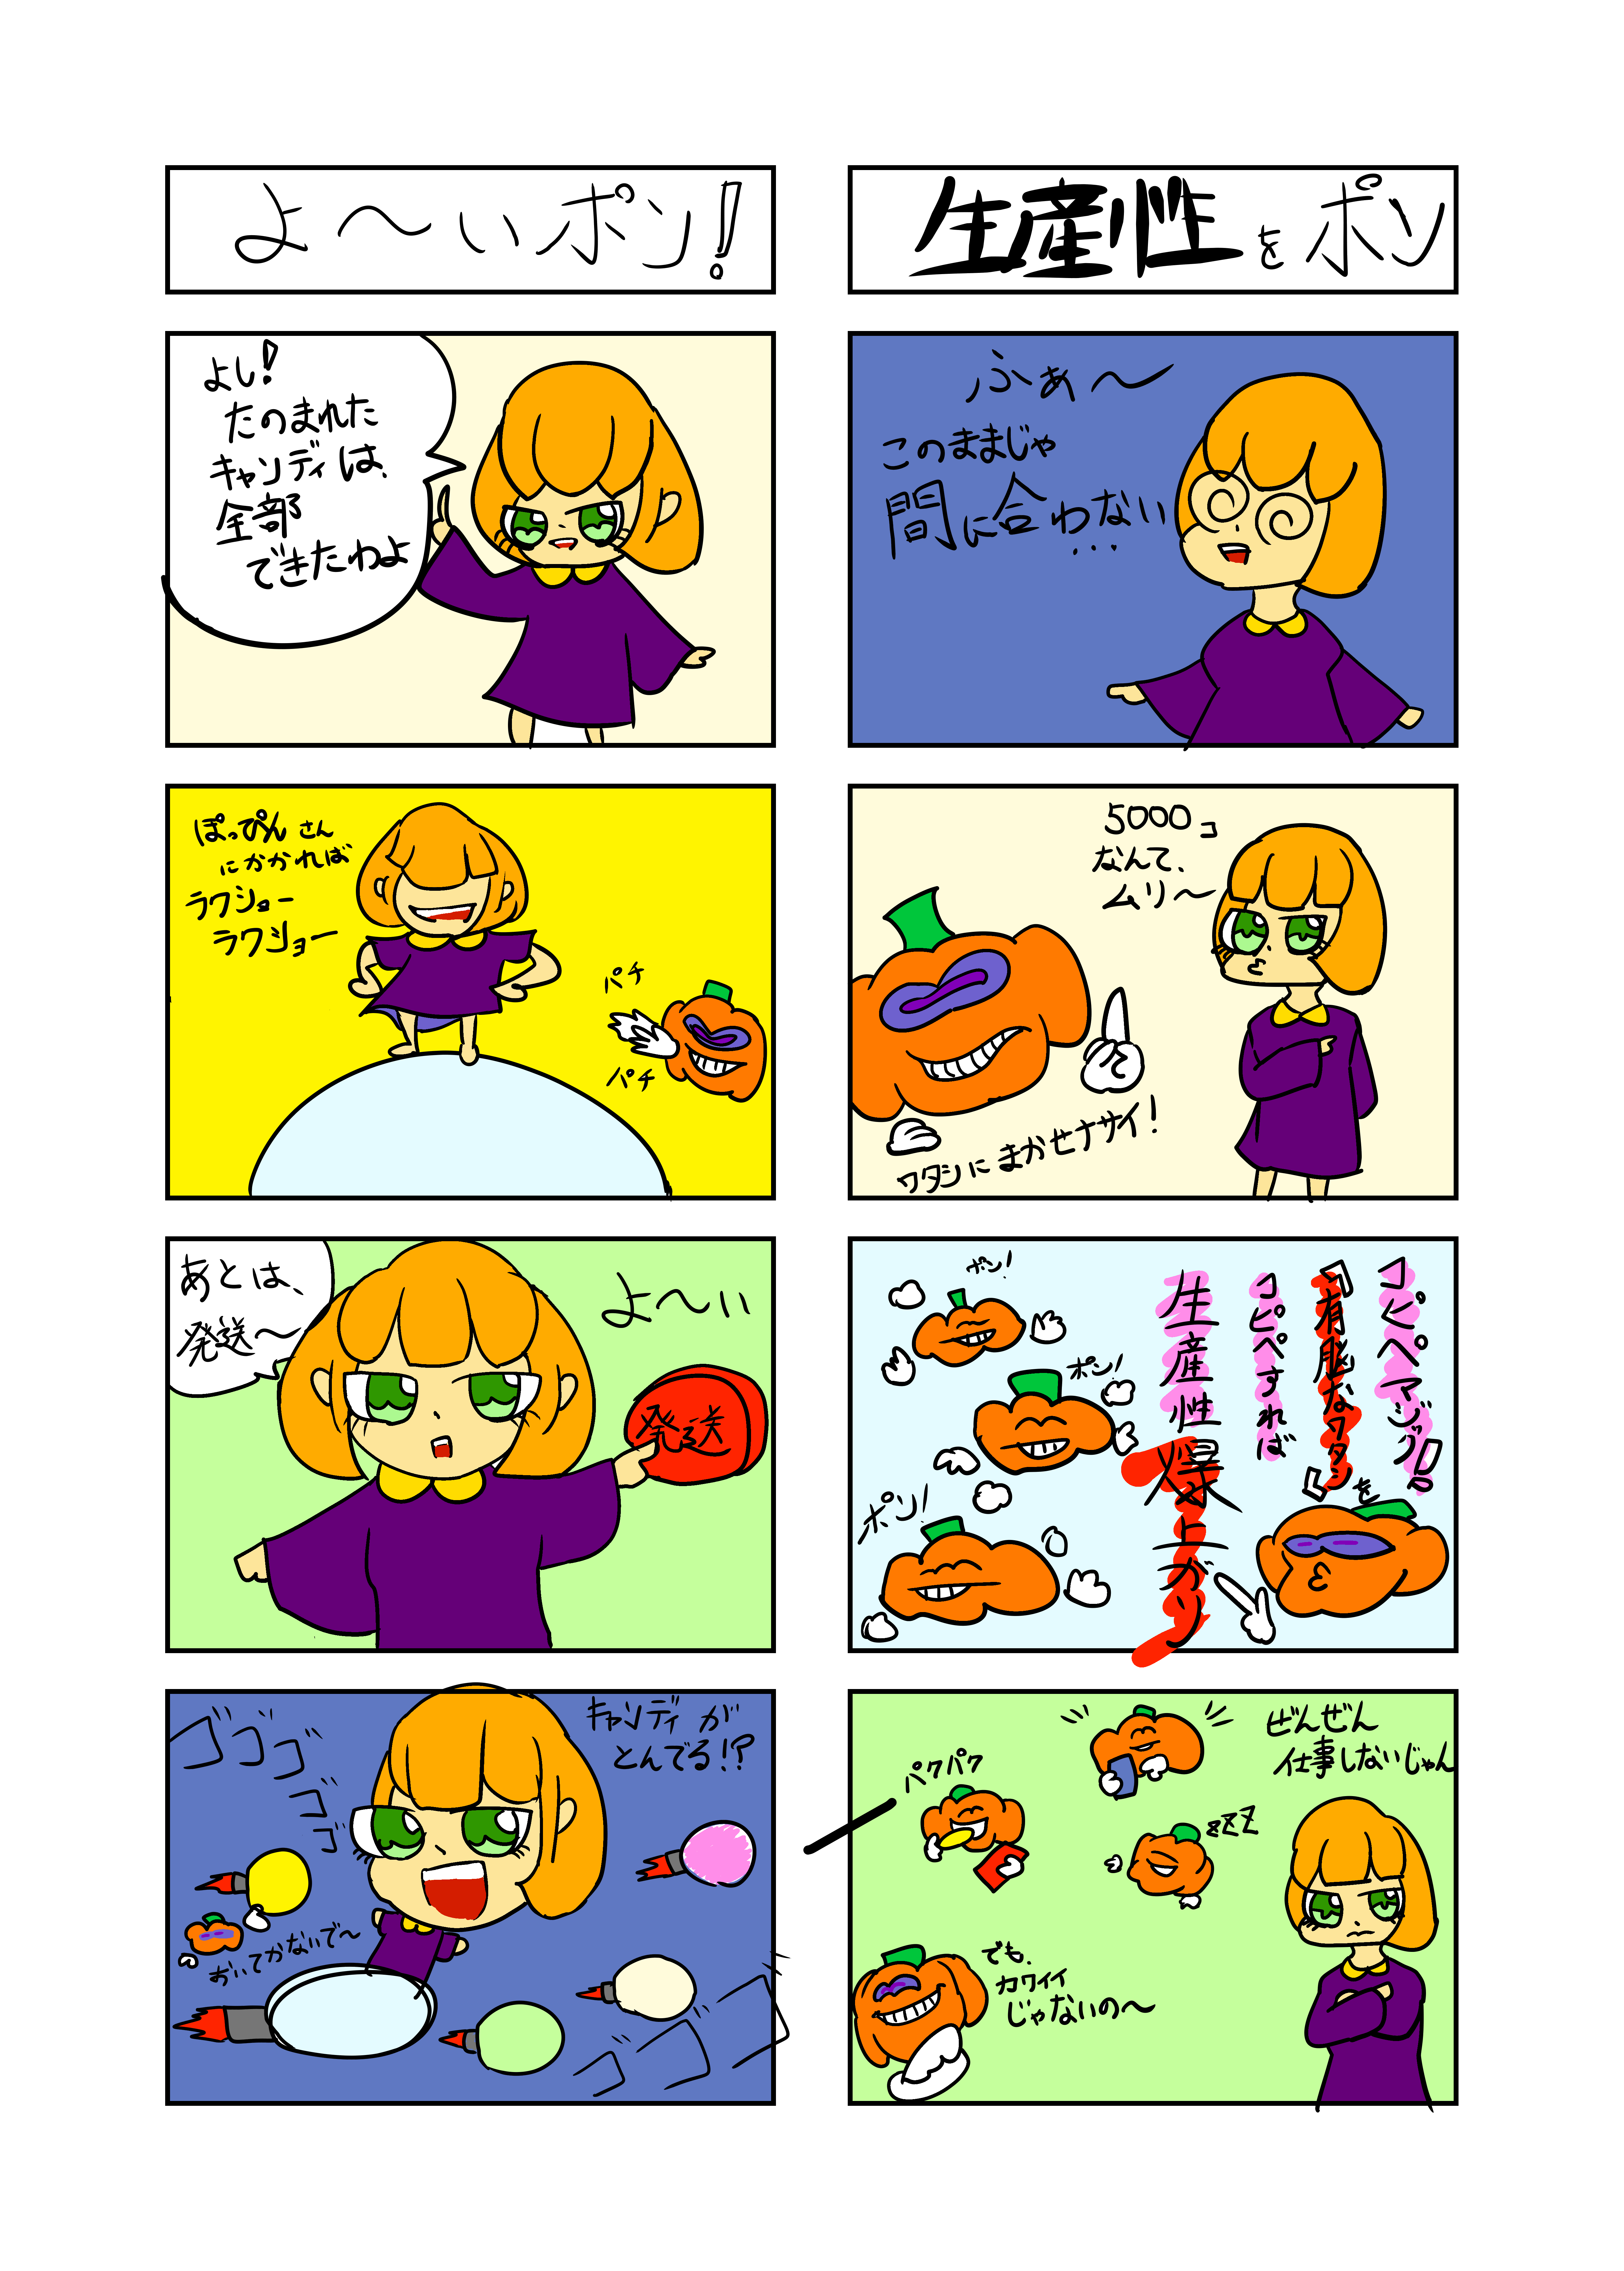 生産性をポン
ふぁ～
このままじゃ
間に合わない
・・・
5000コ
なんて、
ムリ～
ワタシにまかせナサイ！
コピペマジック!!
『有能なワタシ』を
コピペすれば
生産性爆上がり
ポン！
ポン！
ポン！
ぜんぜん
仕事しないじゃん
パクパク
zzz
でも、
カワイイ
じゃないの～
よ～いポン!
よし!
たのまれた
キャンディは、
全部
できたわよ
ぽっぴんさん
にかかれば
ラクショー
ラクショー
パチ
パチ
あとは、
発送～
よ～い
発送
キャンディが
とんでる!?
ゴゴゴゴゴ
おいてかないで～
ゴゴゴ